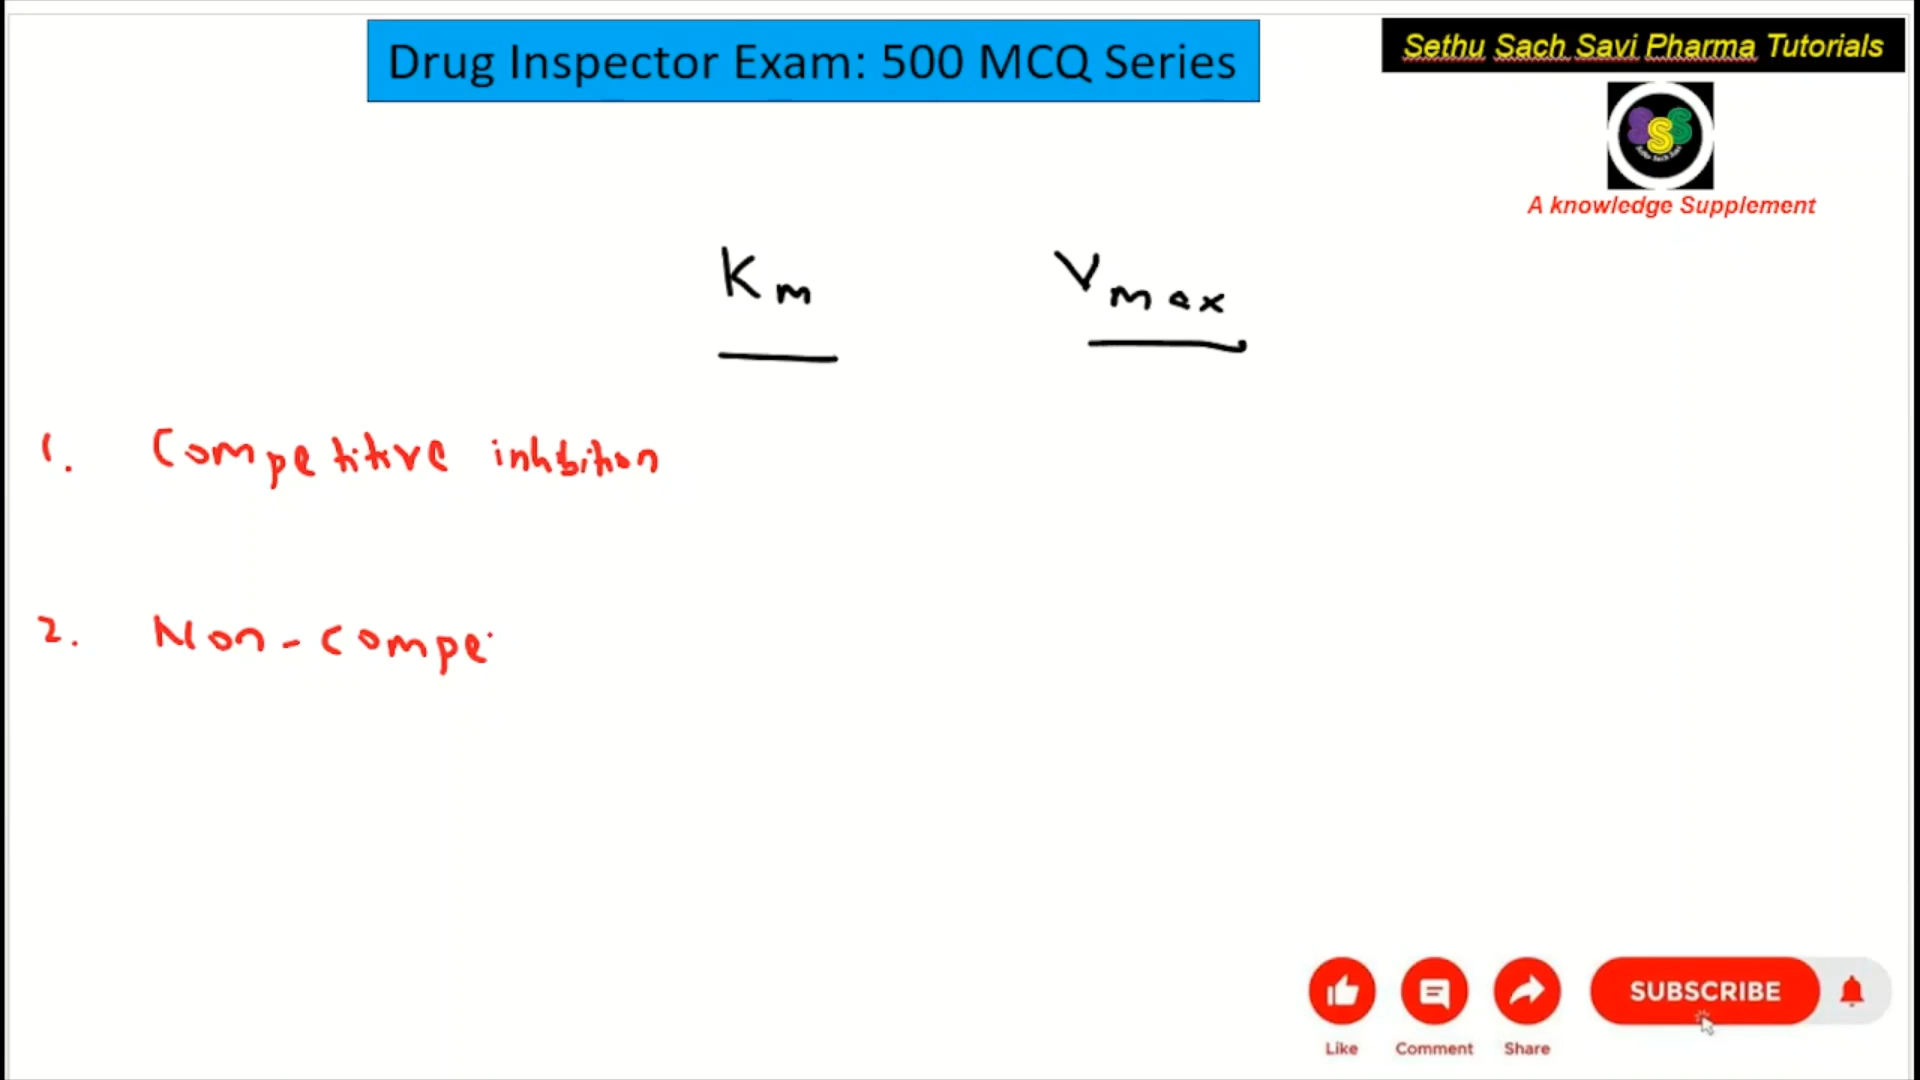 Drug Inspector Exam: 500 MCQ Series
Sethu Sach Savi Pharma Tutorials
SSS
A knowledge Supplement
Km Vmax
1. Competitive inhibition
2. Non-compe
SUBSCRIBE
Like Comment Share